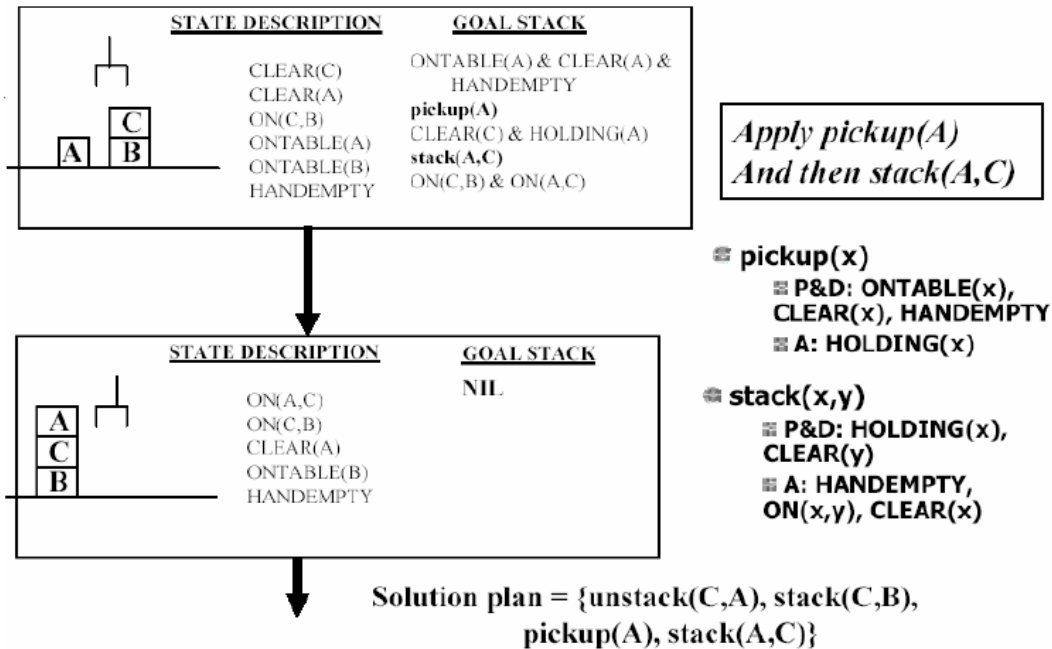 STATE DESCRIPTION
CLEAR(C)
CLEAR(A)
ON(C,B)
ONTABLE(A)
ONTABLE(B)
HANDEMPTY
GOAL STACK
ONTABLE(A) & CLEAR(A) &
HANDEMPTY
pickup(A)
CLEAR(C) & HOLDING(A)
stack(A,C)
ON(C,B) & ON(A,C)
C
A
B
Apply pickup(A)
And then stack(A,C)
pickup(x)
P&D: ONTABLE(x),
CLEAR(x), HANDEMPTY
A: HOLDING(x)
stack(x,y)
P&D: HOLDING(x),
CLEAR(y)
A: HANDEMPTY,
ON(x,y), CLEAR(x)
STATE DESCRIPTION
ON(A,C)
ON(C,B)
CLEAR(A)
ONTABLE(B)
HANDEMPTY
GOAL STACK
NIL
A
C
B
Solution plan = {unstack(C,A), stack(C,B),
pickup(A), stack(A,C)}